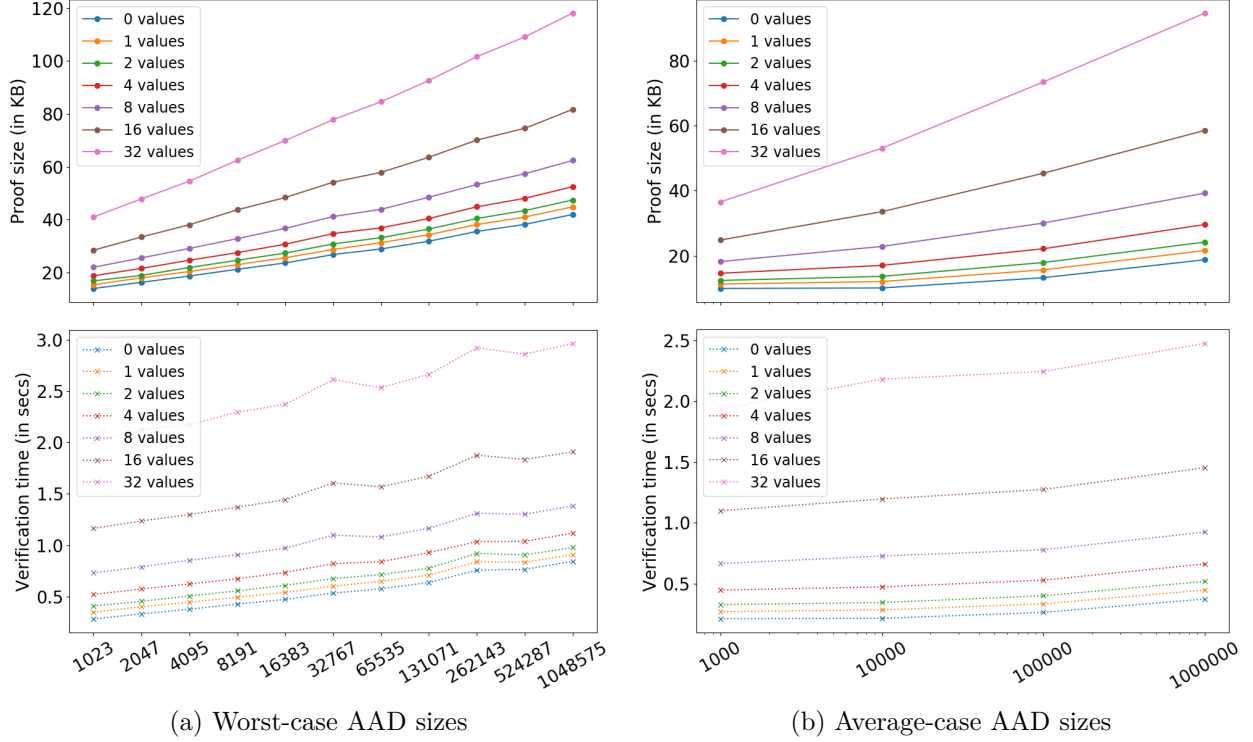 120
100
80
60
40
20
Proof size (in KB)
0 values
1 values
2 values
4 values
8 values
16 values
32 values
80
60
40
20
Proof size (in KB)
0 values
1 values
2 values
4 values
8 values
16 values
32 values
3.0
2.5
2.0
1.5
1.0
0.5
Verification time (in secs)
0 values
1 values
2 values
4 values
8 values
16 values
32 values
1023
2047
4095
8191
16383
32767
65535
131071
262143
524287
1048575
2.5
2.0
1.5
1.0
0.5
Verification time (in secs)
0 values
1 values
2 values
4 values
8 values
16 values
32 values
1000
10000
100000
1000000
(a) Worst-case AAD sizes
(b) Average-case AAD sizes